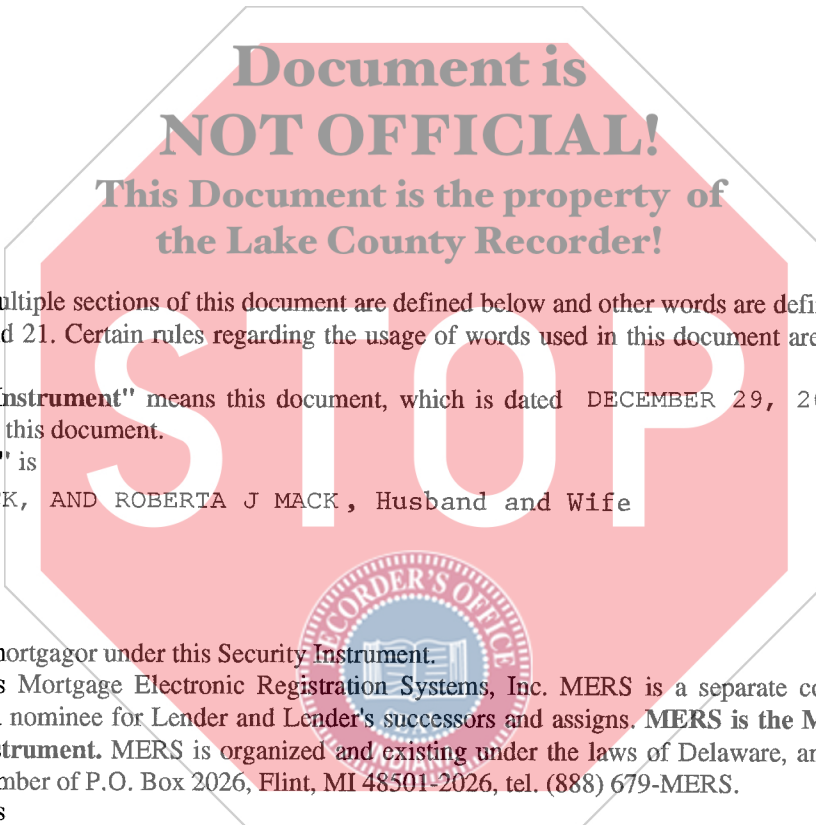 Document is
NOT OFFICIAL!
This Document is the property of
the Lake County Recorder!
ultiple sections of this document are defined below and other words are defi
d 21. Certain rules regarding the usage of words used in this document are
STOP
Instrument" means this document, which is dated DECEMBER 29, 20
this document.
" is
K, AND ROBERTA J MACK, Husband and Wife
RECORDER'S OFFICE
ortgagor under this Security Instrument.
s Mortgage Electronic Registration Systems, Inc. MERS is a separate co
nominee for Lender and Lender's successors and assigns. MERS is the M
strument. MERS is organized and existing under the laws of Delaware, an
mber of P.O. Box 2026, Flint, MI 48501-2026, tel. (888) 679-MERS.
s